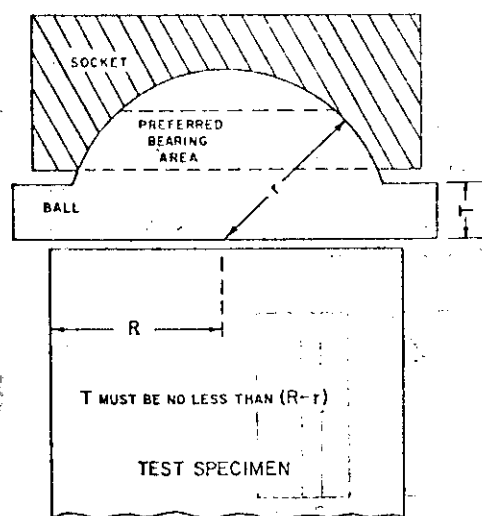 SOCKET
PREFERRED
BEARING
AREA
r
BALL
T
R
T MUST BE NO LESS THAN (R-r)
TEST SPECIMEN